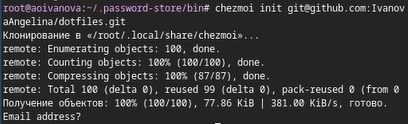 root@aoivanova:~/.password-store/bin# chezmoi init git@github.com:Ivanov
aAngelina/dotfiles.git
Клонирование в «/root/.local/share/chezmoi»...
remote: Enumerating objects: 100, done.
remote: Counting objects: 100% (100/100), done.
remote: Compressing objects: 100% (87/87), done.
remote: Total 100 (delta 0), reused 99 (delta 0), pack-reused 0 (from 0
Получение объектов: 100% (100/100), 77.86 KiB | 381.00 KiB/s, готово.
Email address?